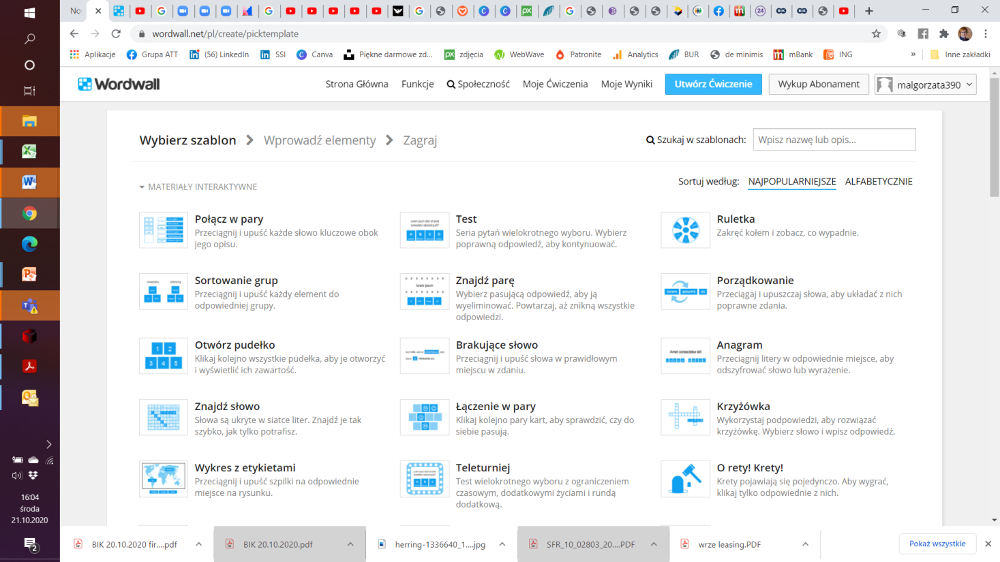 No
wordwall.net/pl/create/picktemplate
Aplikacje
Grupa ATT
(56) LinkedIn
SSI
Canva
Piękne darmowe zd...
zdjęcia
WebWave
Patronite
Analytics
BUR
de minimis
mBank
ING
»
Inne zakładki
Wordwall
Strona Główna
Funkcje
Społeczność
Moje Ćwiczenia
Moje Wyniki
Utwórz Ćwiczenie
Wykup Abonament
malgorzata390
Wybierz szablon
Wprowadź elementy
Zagraj
Szukaj w szablonach:
Wpisz nazwę lub opis...
MATERIAŁY INTERAKTYWNE
Sortuj według:
NAJPOPULARNIEJSZE
ALFABETYCZNIE
Połącz w pary
Przeciągnij i upuść każde słowo kluczowe obok
jego opisu.
Test
Seria pytań wielokrotnego wyboru. Wybierz
poprawną odpowiedź, aby kontynuować.
Ruletka
Zakręć kołem i zobacz, co wypadnie.
Sortowanie grup
Przeciągnij i upuść każdy element do
odpowiedniej grupy.
Znajdź parę
Wybierz pasującą odpowiedź, aby ją
wyeliminować. Powtarzaj, aż znikną wszystkie
odpowiedzi.
Porządkowanie
Przeciągaj i upuszczaj słowa, aby układać z nich
poprawne zdania.
1 2
3 4 5
Otwórz pudełko
Klikaj kolejno wszystkie pudełka, aby je otworzyć
i wyświetlić ich zawartość.
Brakujące słowo
Przeciągnij i upuść słowa w prawidłowym
miejscu w zdaniu.
Anagram
Przeciągnij litery w odpowiednie miejsce, aby
odszyfrować słowo lub wyrażenie.
Znajdź słowo
Słowa są ukryte w siatce liter. Znajdź je tak
szybko, jak tylko potrafisz.
Łączenie w pary
Klikaj kolejno pary kart, aby sprawdzić, czy do
siebie pasują.
Krzyżówka
Wykorzystaj podpowiedzi, aby rozwiązać
krzyżówkę. Wybierz słowo i wpisz odpowiedź.
Wykres z etykietami
Przeciągnij i upuść szpilki na odpowiednie
miejsce na rysunku.
Teleturniej
Test wielokrotnego wyboru z ograniczeniem
czasowym, dodatkowymi życiami i rundą
dodatkową.
O rety! Krety!
Krety pojawiają się pojedynczo. Aby wygrać,
klikaj tylko odpowiednie z nich.
16:04
środa
21.10.2020
2
BIK 20.10.2020 fir....pdf
BIK 20.10.2020.pdf
herring-1336640_1....jpg
SFR_10_02803_20....PDF
wrze leasing.PDF
Pokaż wszystkie